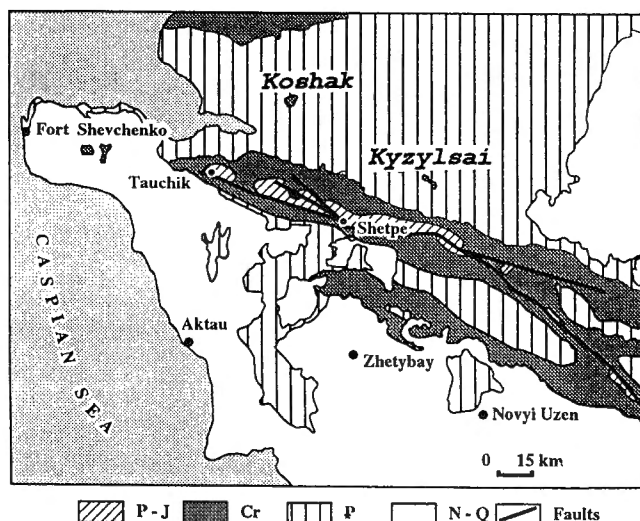 Koshak
Fort Shevchenko
Kyzylsai
Tauchik
Shetpe
CASPIAN SEA
Aktau
Zhetybay
Novyi Uzen
0 15 km
P - J Cr P N - Q Faults